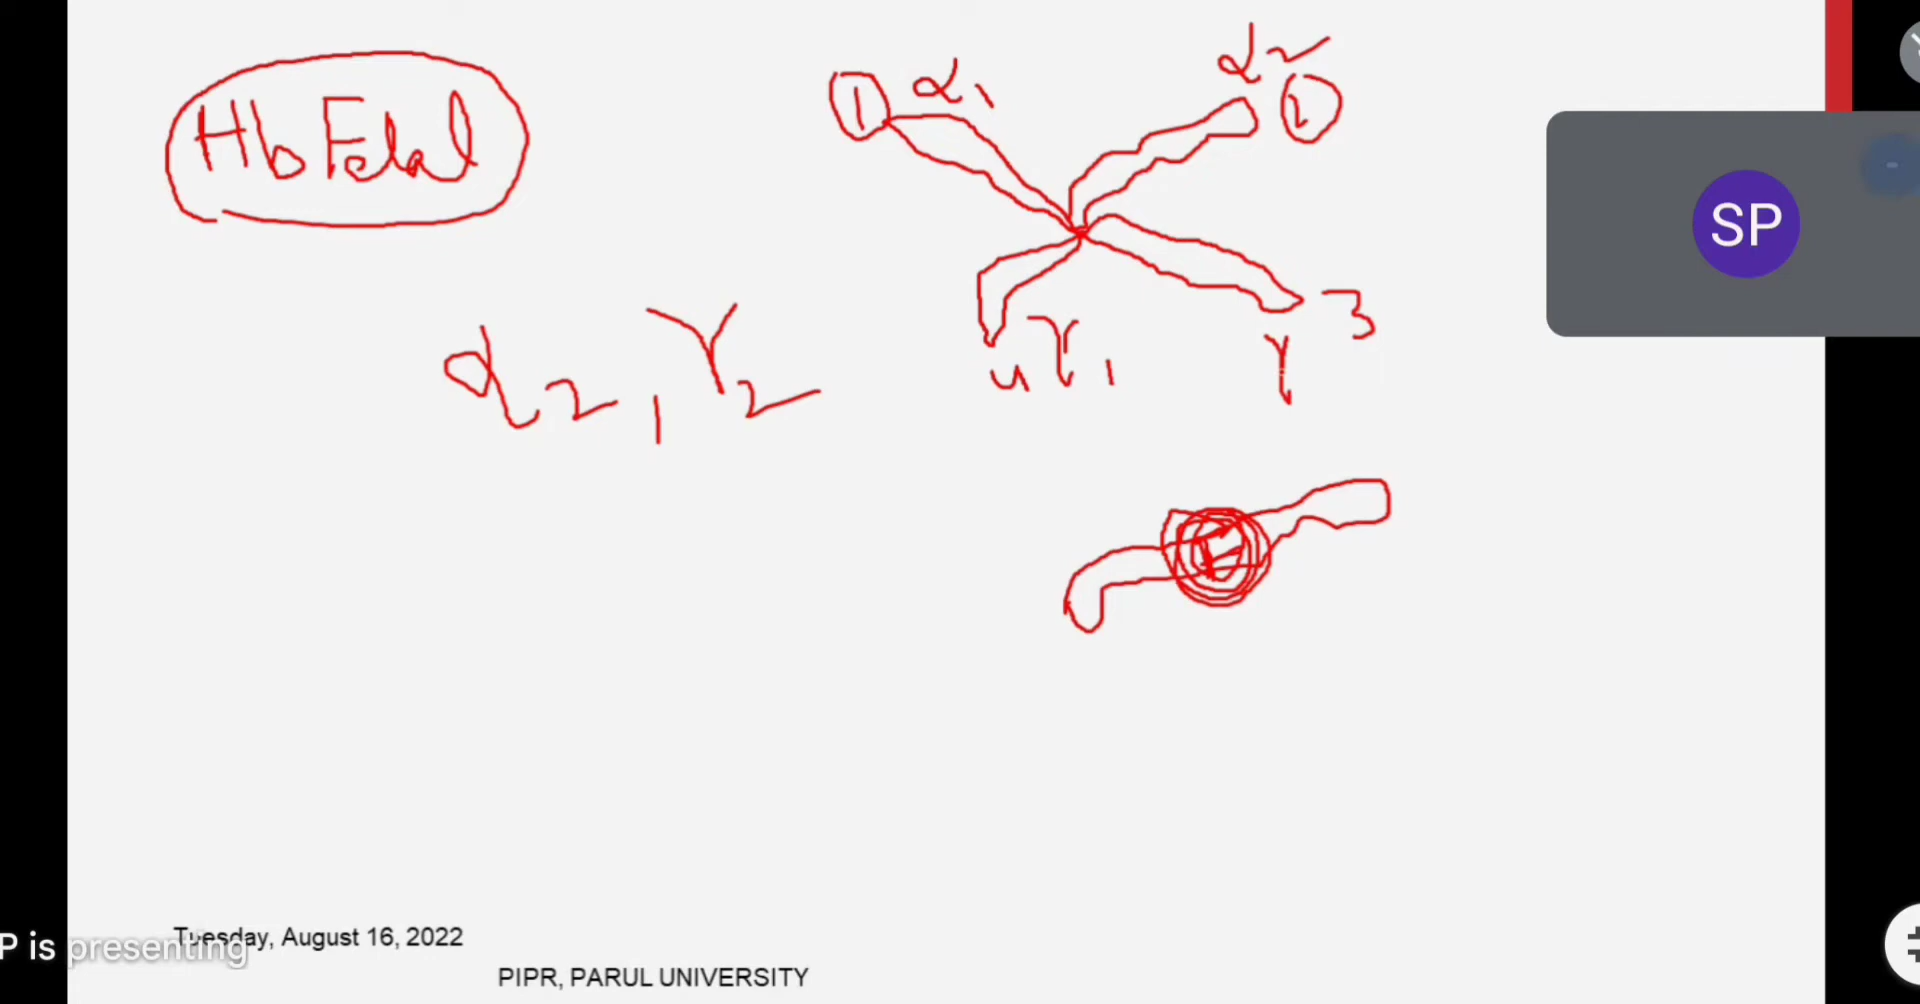 Hb Fetal
① α1
α2 ②
SP
α2, γ2
4 γ1
γ 3
Tuesday, August 16, 2022
P is presenting
PIPR, PARUL UNIVERSITY